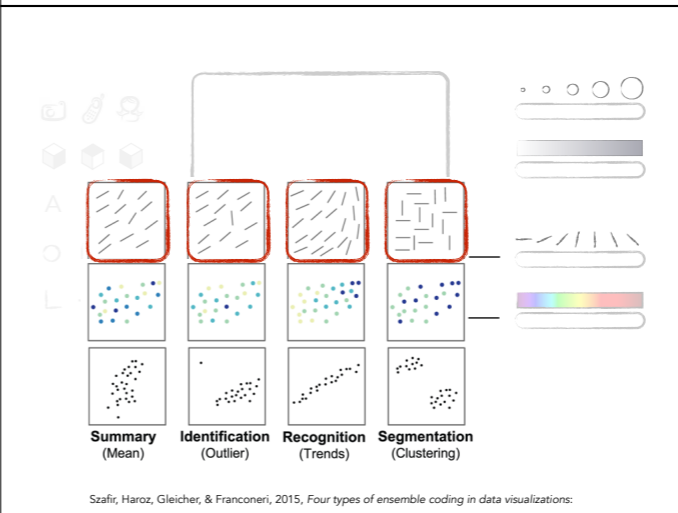 A
Summary Identification Recognition Segmentation
(Mean) (Outlier) (Trends) (Clustering)
Szafir, Haroz, Gleicher, & Franconeri, 2015, Four types of ensemble coding in data visualizations: